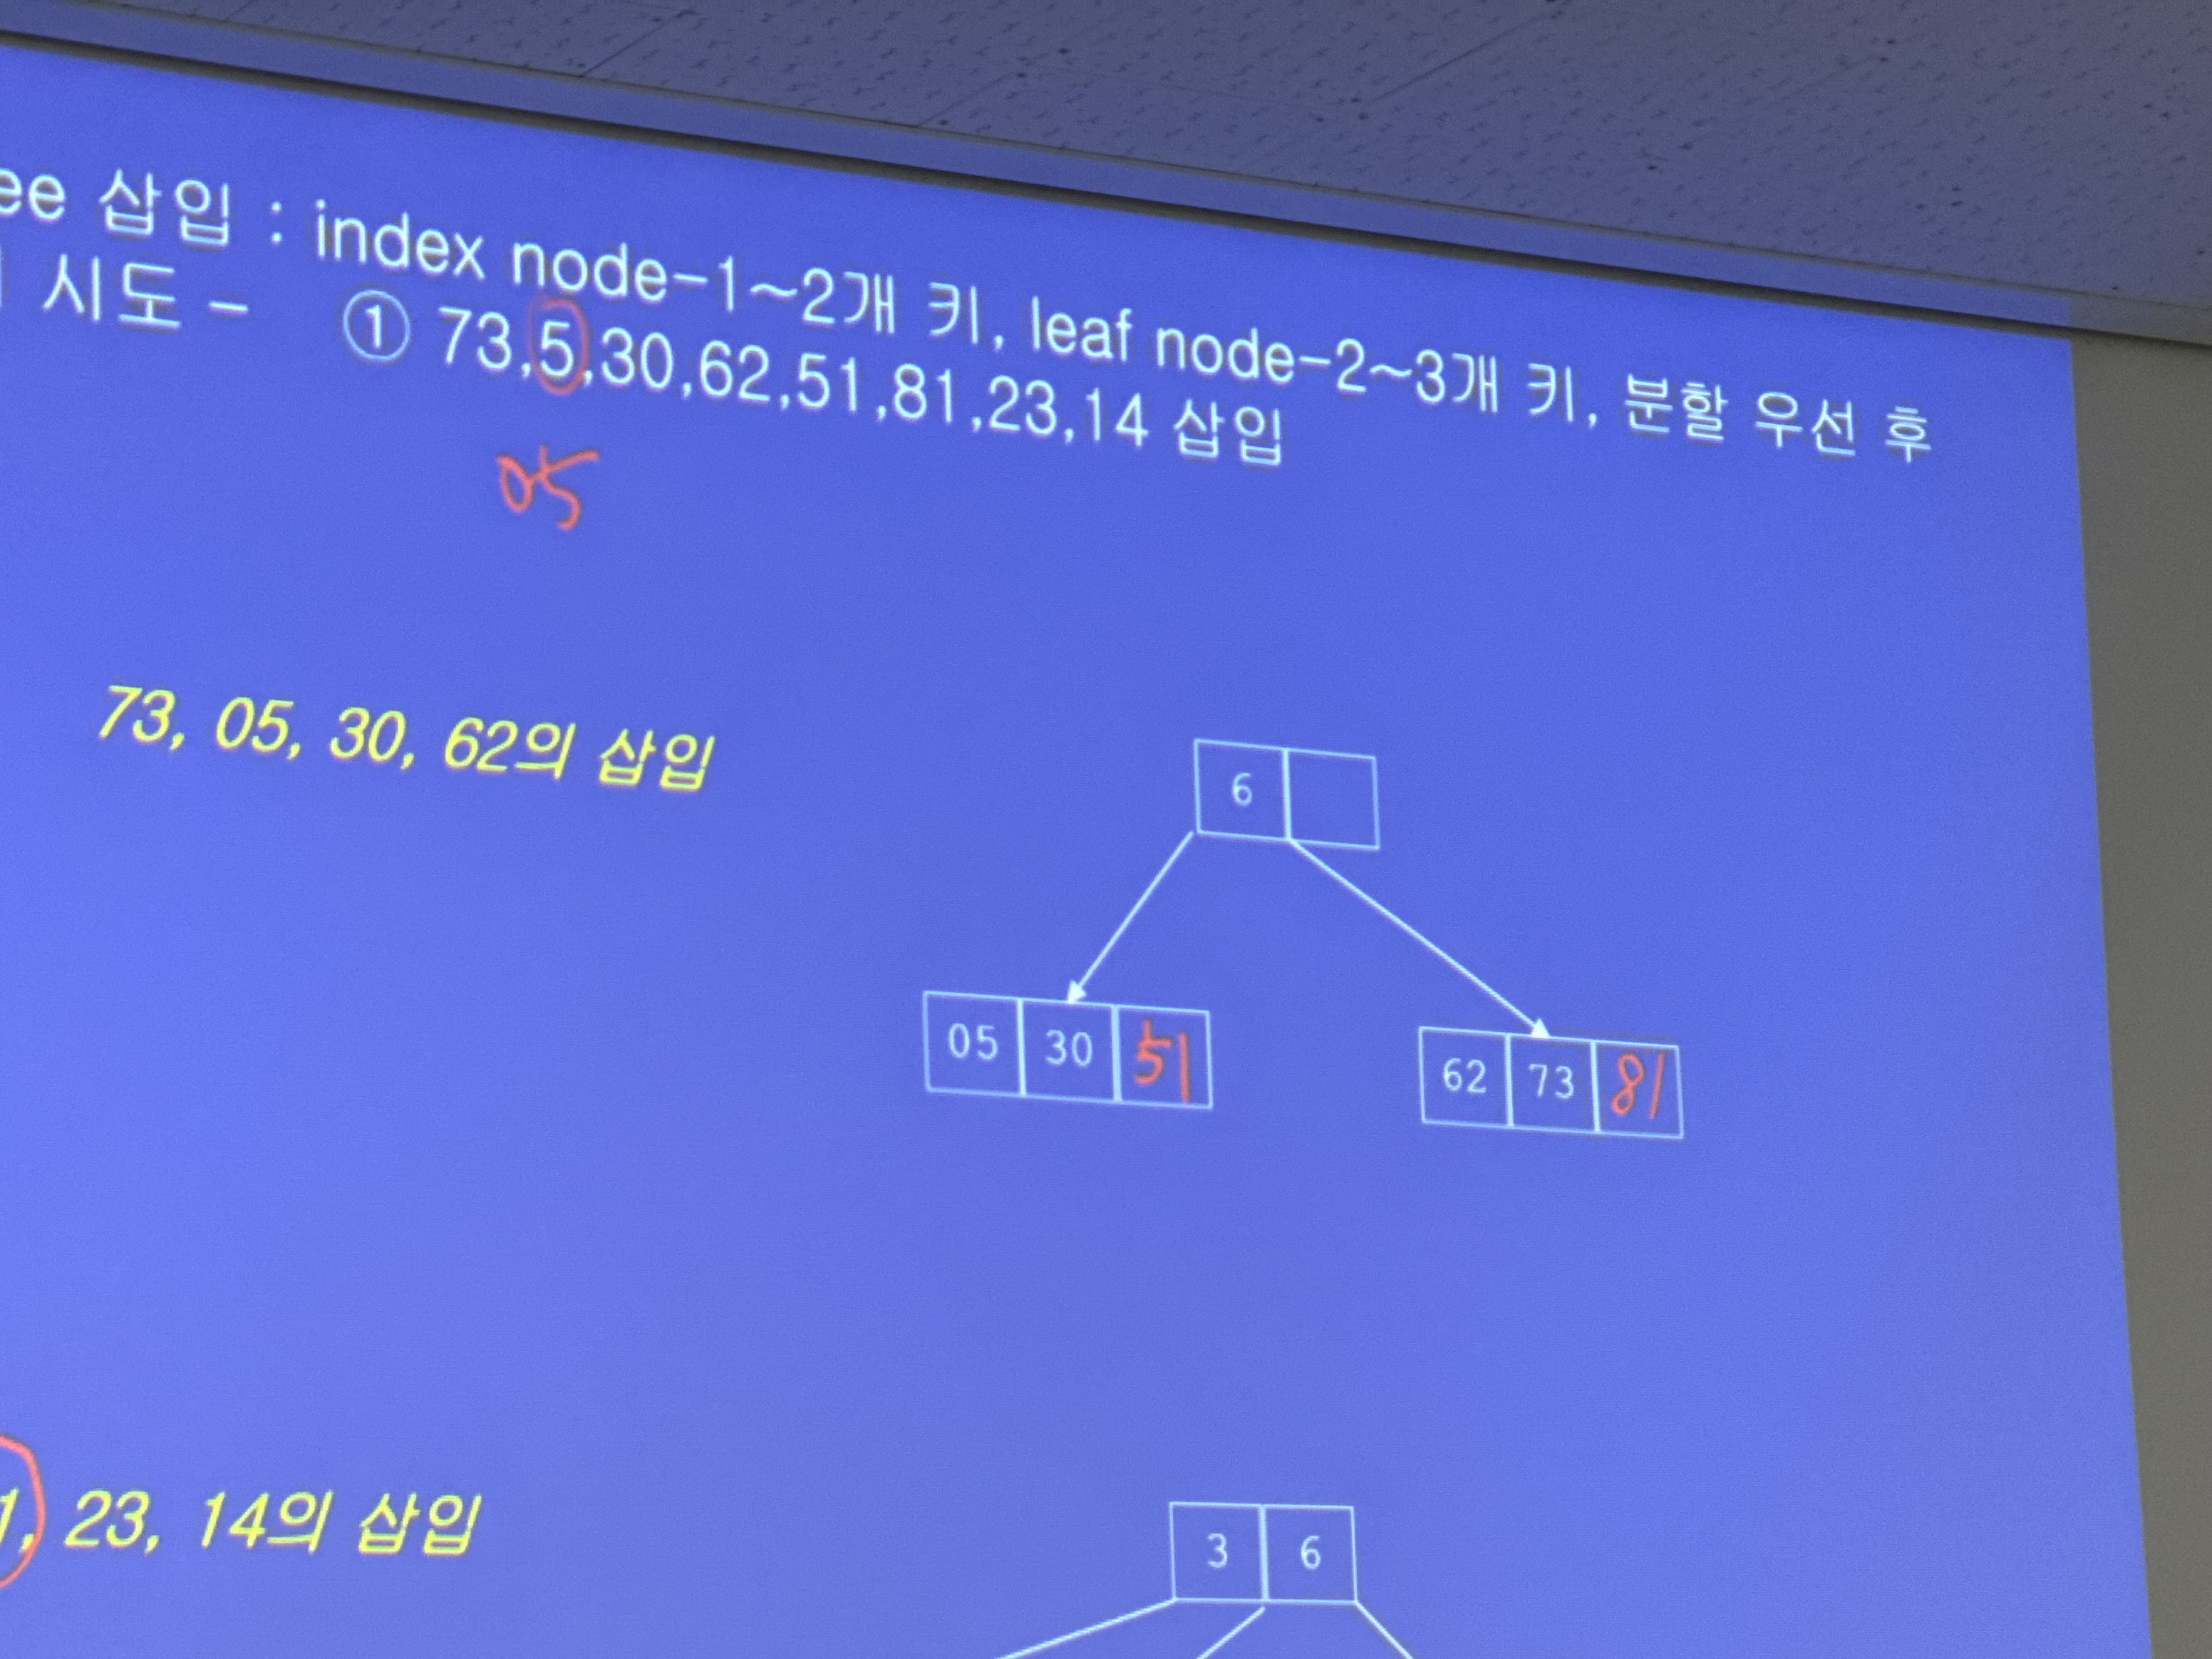 ee 삽입 : index node-1~2개 키, leaf node-2~3개 키, 분할 우선 후
시도 - ① 73,5,30,62,51,81,23,14 삽입
05
73, 05, 30, 62의 삽입
6
05 30 51
62 73 81
1, 23, 14의 삽입
3 6